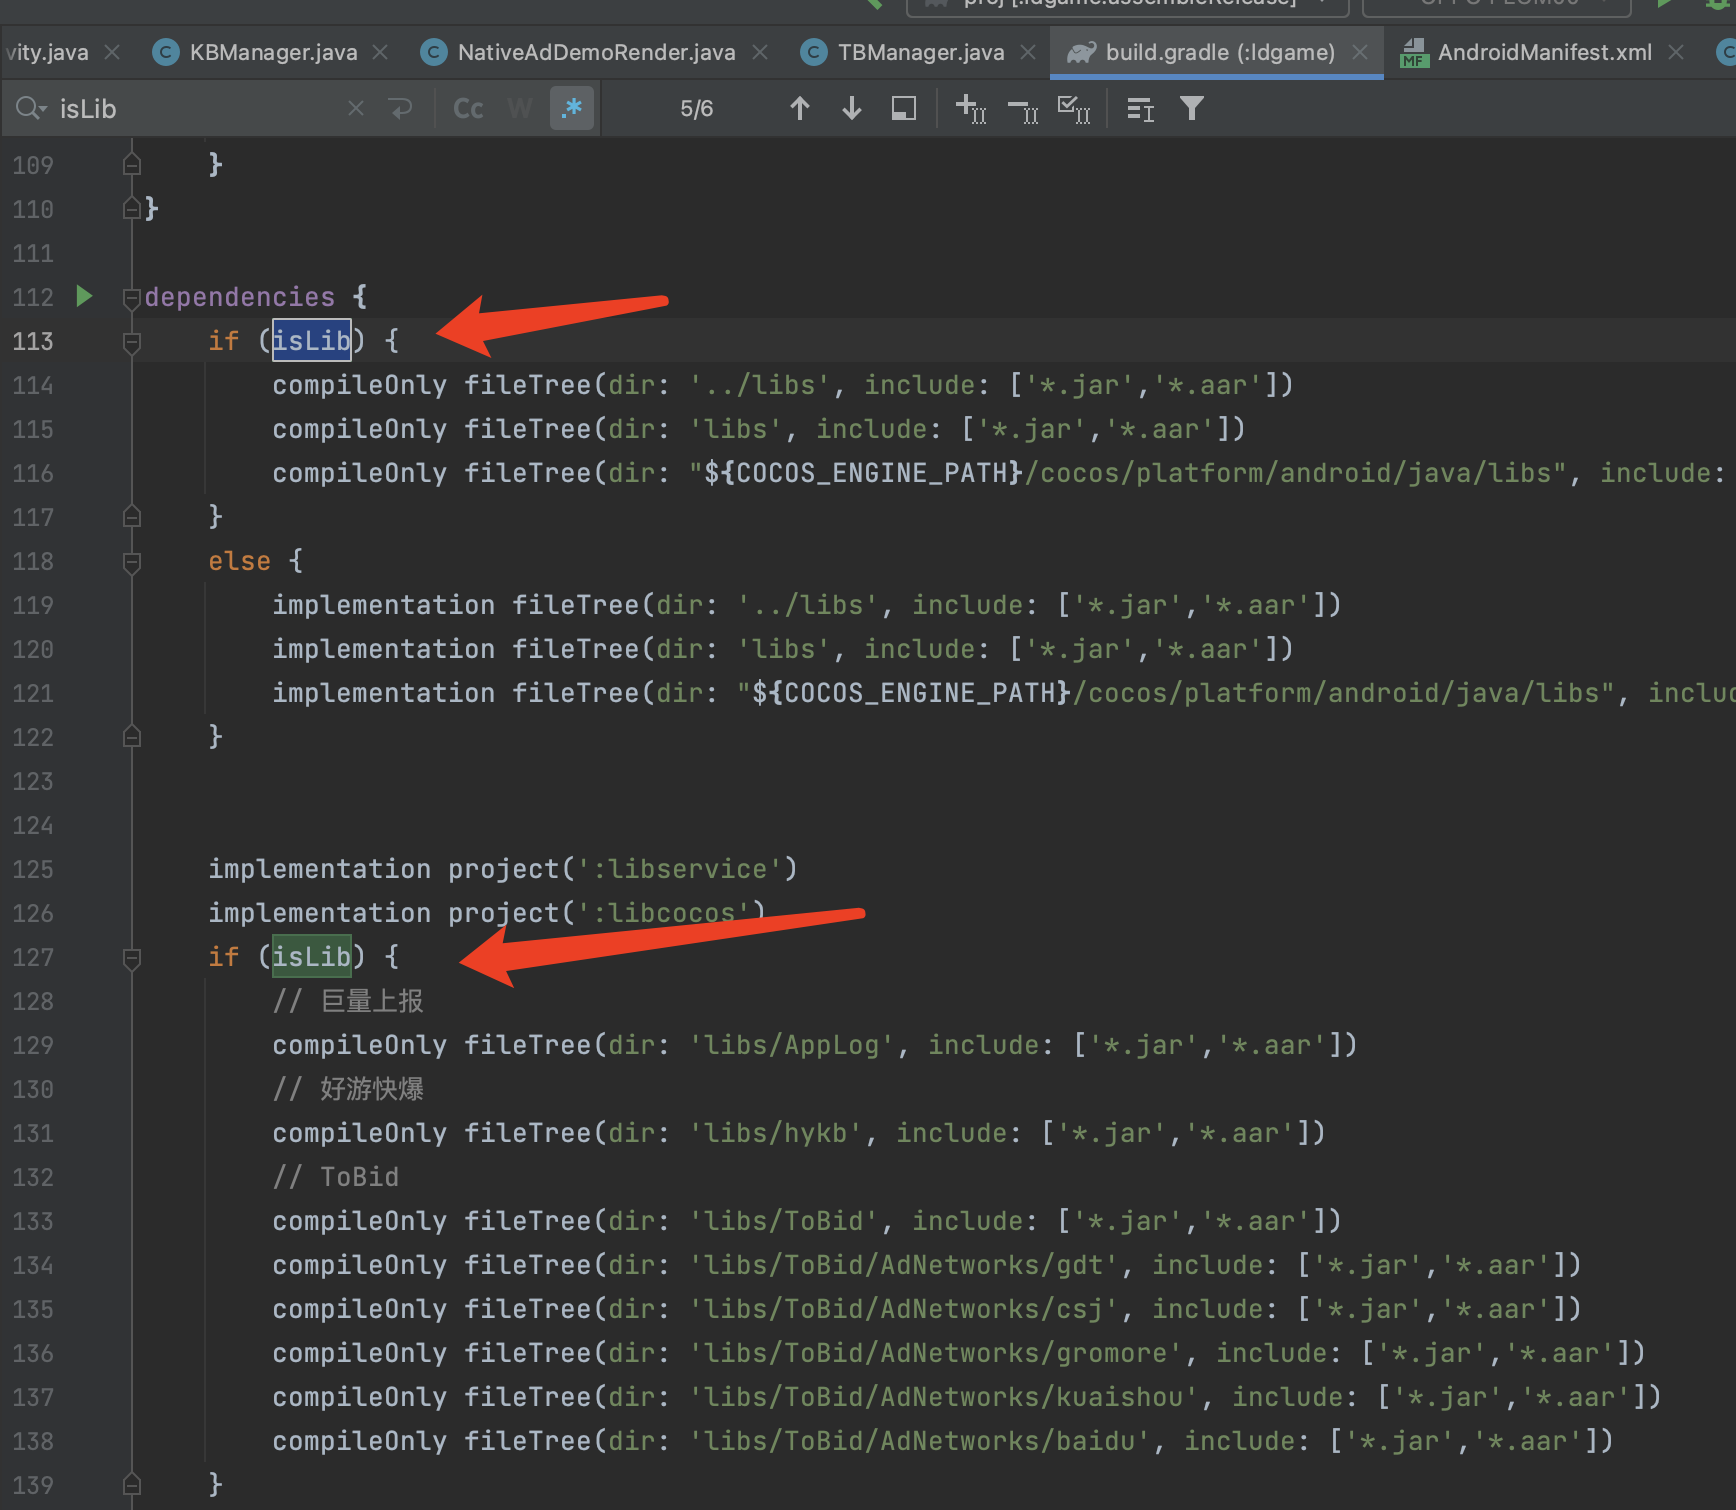 proj [:ldgame:assembleRelease]
vity.java KBManager.java NativeAdDemoRender.java TBManager.java build.gradle (:ldgame) AndroidManifest.xml
isLib Cc W .* 5/6
109 }
110 }
111
112 dependencies {
113 if (isLib) {
114 compileOnly fileTree(dir: '../libs', include: ['*.jar','*.aar'])
115 compileOnly fileTree(dir: 'libs', include: ['*.jar','*.aar'])
116 compileOnly fileTree(dir: "${COCOS_ENGINE_PATH}/cocos/platform/android/java/libs", include:
117 }
118 else {
119 implementation fileTree(dir: '../libs', include: ['*.jar','*.aar'])
120 implementation fileTree(dir: 'libs', include: ['*.jar','*.aar'])
121 implementation fileTree(dir: "${COCOS_ENGINE_PATH}/cocos/platform/android/java/libs", includ
122 }
123
124
125 implementation project(':libservice')
126 implementation project(':libcocos')
127 if (isLib) {
128 // 巨量上报
129 compileOnly fileTree(dir: 'libs/AppLog', include: ['*.jar','*.aar'])
130 // 好游快爆
131 compileOnly fileTree(dir: 'libs/hykb', include: ['*.jar','*.aar'])
132 // ToBid
133 compileOnly fileTree(dir: 'libs/ToBid', include: ['*.jar','*.aar'])
134 compileOnly fileTree(dir: 'libs/ToBid/AdNetworks/gdt', include: ['*.jar','*.aar'])
135 compileOnly fileTree(dir: 'libs/ToBid/AdNetworks/csj', include: ['*.jar','*.aar'])
136 compileOnly fileTree(dir: 'libs/ToBid/AdNetworks/gromore', include: ['*.jar','*.aar'])
137 compileOnly fileTree(dir: 'libs/ToBid/AdNetworks/kuaishou', include: ['*.jar','*.aar'])
138 compileOnly fileTree(dir: 'libs/ToBid/AdNetworks/baidu', include: ['*.jar','*.aar'])
139 }